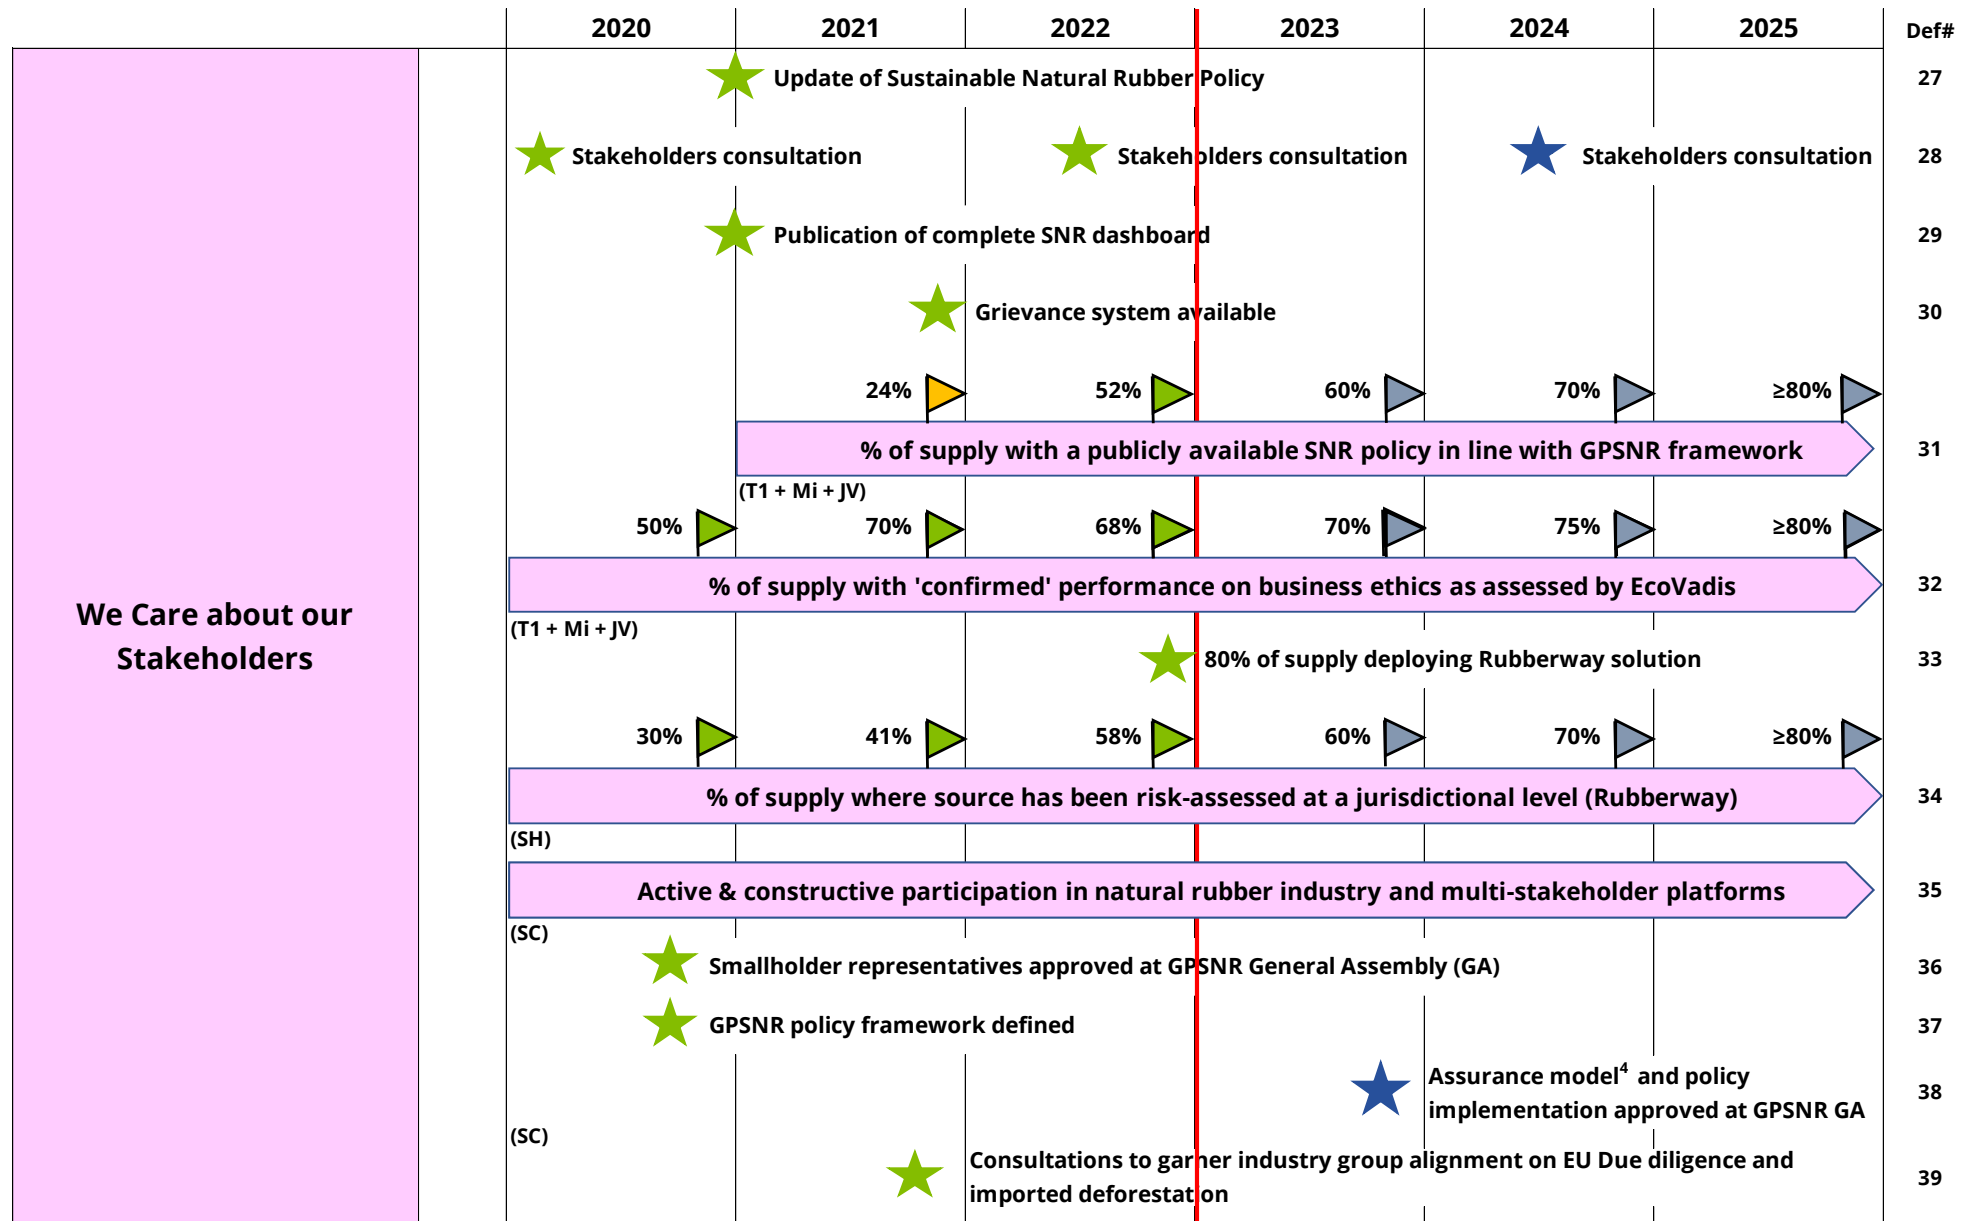 2020 2021 2022 2023 2024 2025 Def#
Update of Sustainable Natural Rubber Policy 27
Stakeholders consultation Stakeholders consultation Stakeholders consultation 28
Publication of complete SNR dashboard 29
Grievance system available 30
24% 52% 60% 70% ≥80%
% of supply with a publicly available SNR policy in line with GPSNR framework 31
(T1 + Mi + JV)
50% 70% 68% 70% 75% ≥80%
% of supply with 'confirmed' performance on business ethics as assessed by EcoVadis 32
(T1 + Mi + JV)
We Care about our
Stakeholders
80% of supply deploying Rubberway solution 33
30% 41% 58% 60% 70% ≥80%
% of supply where source has been risk-assessed at a jurisdictional level (Rubberway) 34
(SH)
Active & constructive participation in natural rubber industry and multi-stakeholder platforms 35
(SC)
Smallholder representatives approved at GPSNR General Assembly (GA) 36
GPSNR policy framework defined 37
Assurance model4 and policy
implementation approved at GPSNR GA 38
(SC)
Consultations to garner industry group alignment on EU Due diligence and
imported deforestation 39